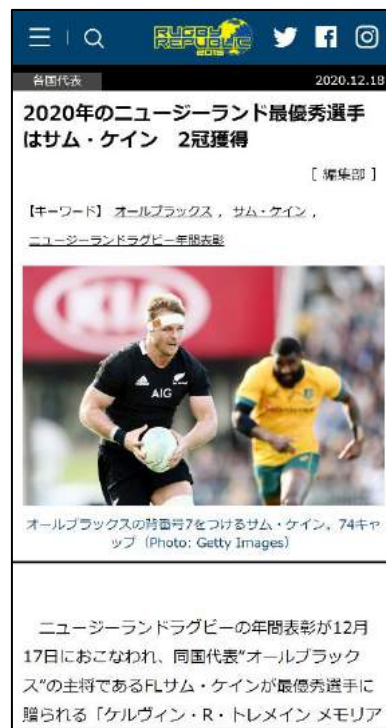 RUGBY
REPUBLIC
各国代表
2020.12.18
2020年のニュージーランド最優秀選手
はサム・ケイン　2冠獲得
[ 編集部 ]
【キーワード】 オールブラックス , サム・ケイン ,
ニュージーランドラグビー年間表彰
KIA
AIG
オールブラックスの背番号7をつけるサム・ケイン。74キャ
ップ（Photo: Getty Images）
ニュージーランドラグビーの年間表彰が12月
17日におこなわれ、同国代表“オールブラック
ス”の主将であるFLサム・ケインが最優秀選手に
贈られる「ケルヴィン・R・トレメイン メモリア